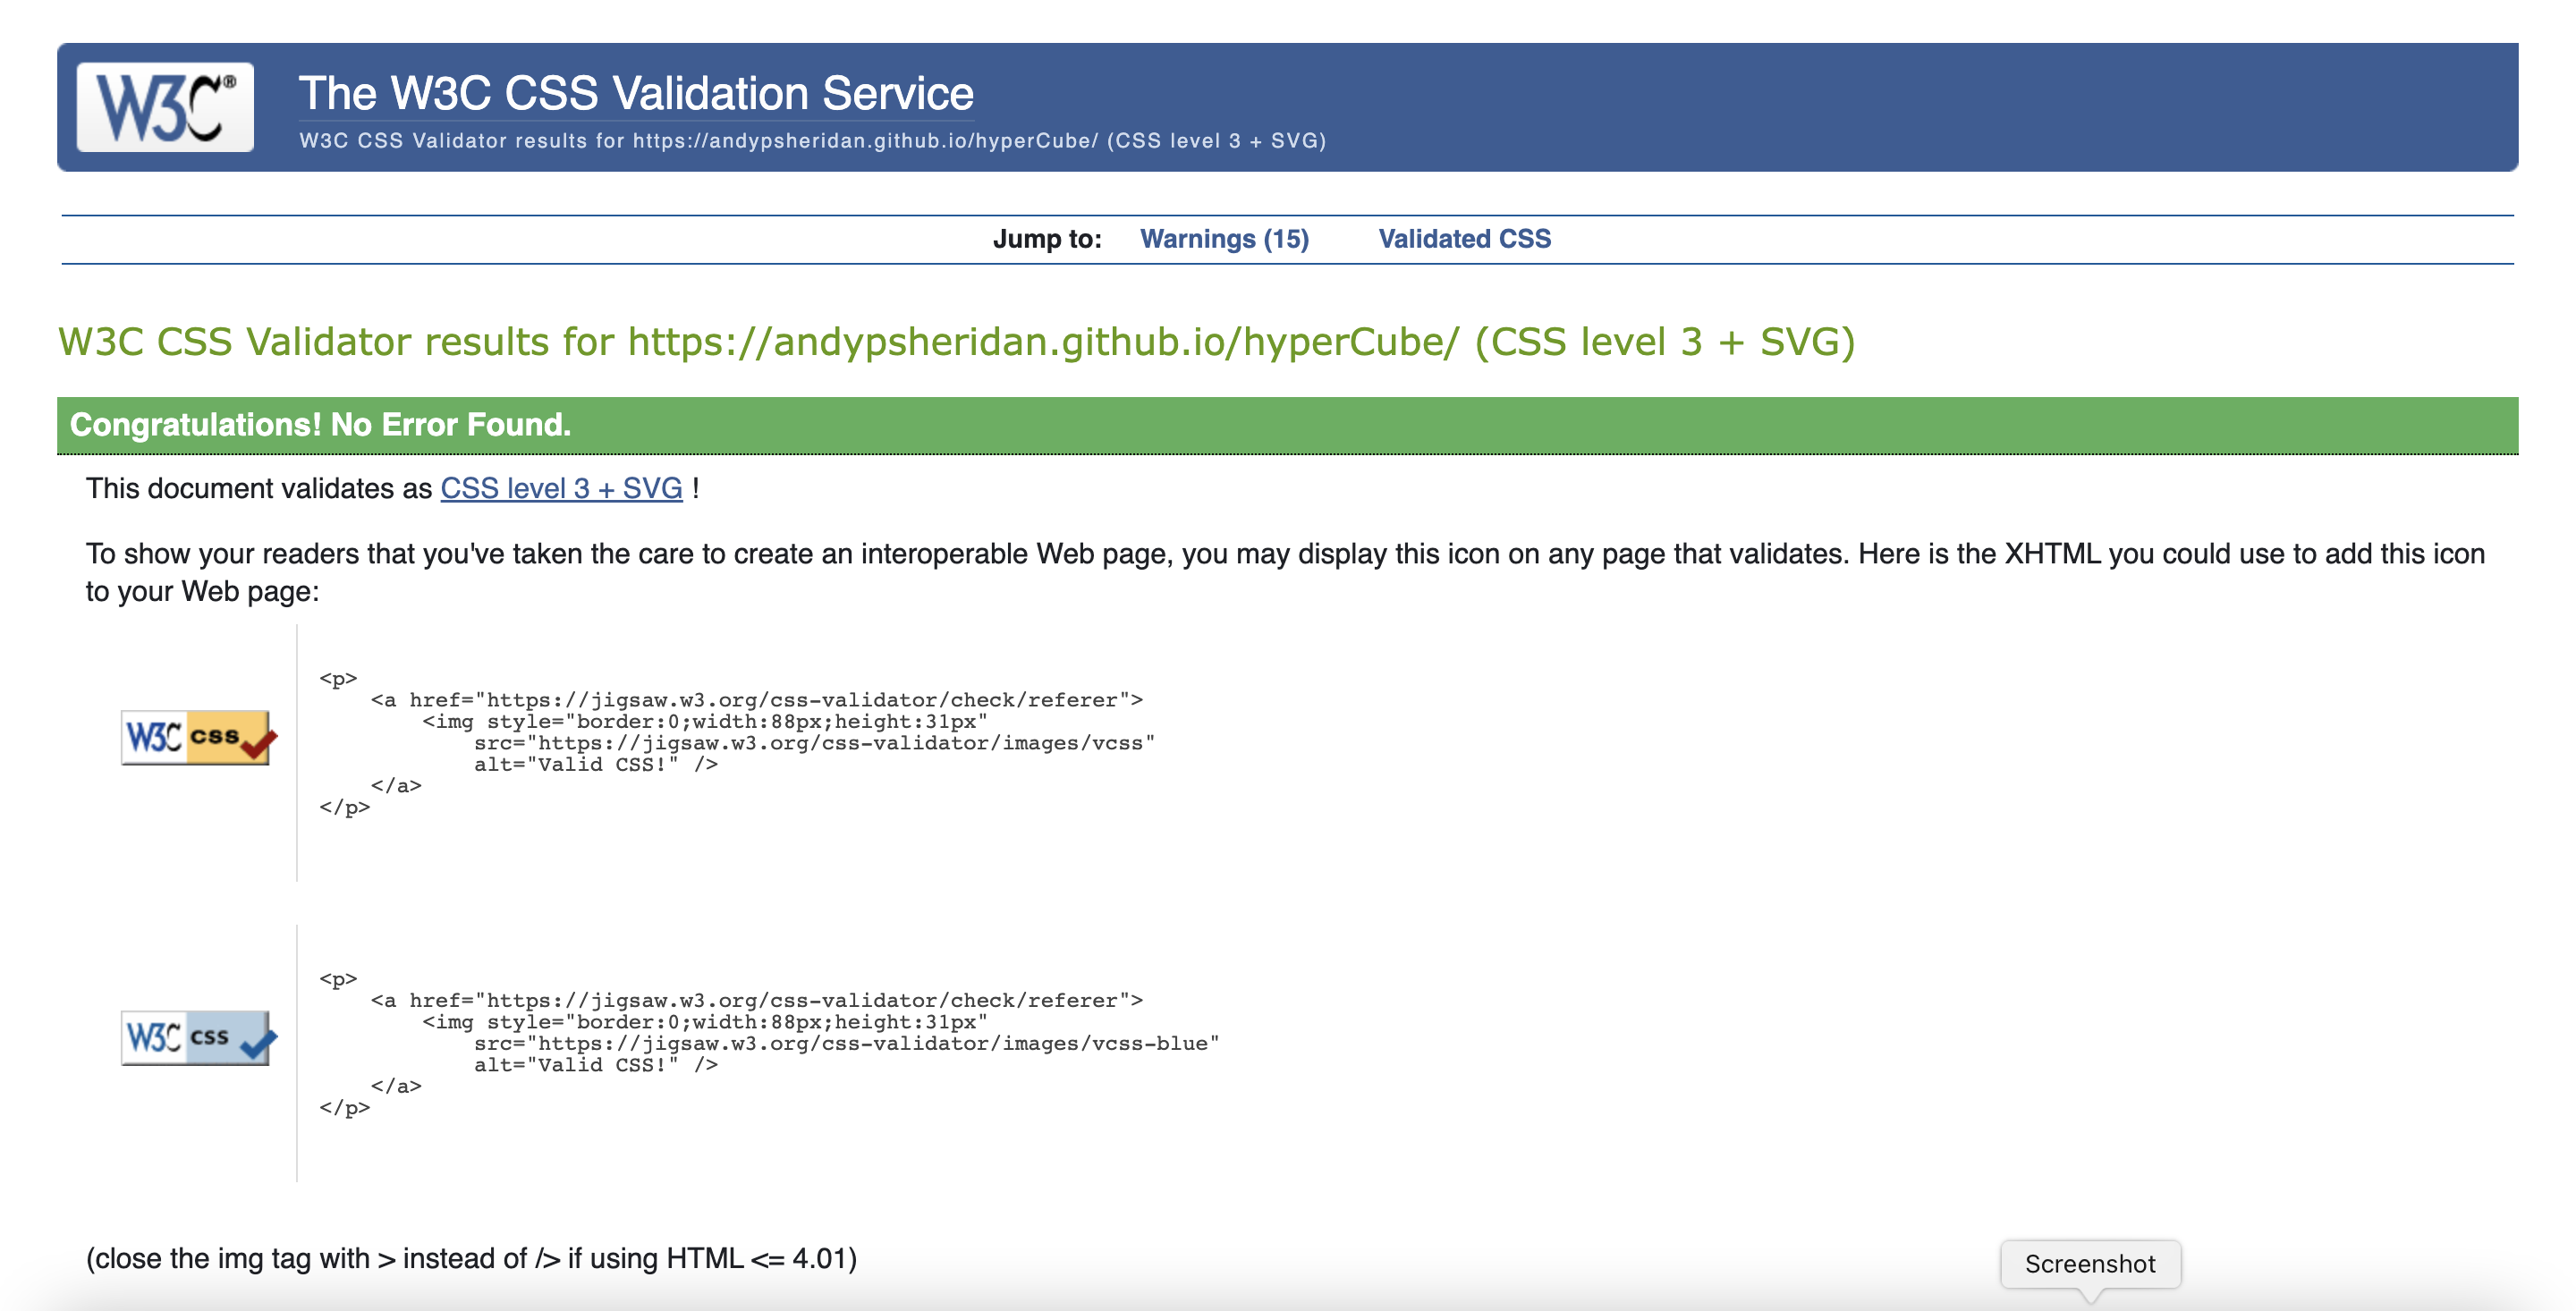 W3C®
The W3C CSS Validation Service
W3C CSS Validator results for https://andypsheridan.github.io/hyperCube/ (CSS level 3 + SVG)
Jump to: Warnings (15) Validated CSS
W3C CSS Validator results for https://andypsheridan.github.io/hyperCube/ (CSS level 3 + SVG)
Congratulations! No Error Found.
This document validates as CSS level 3 + SVG !
To show your readers that you've taken the care to create an interoperable Web page, you may display this icon on any page that validates. Here is the XHTML you could use to add this icon
to your Web page:
W3C css
<p>
    <a href="https://jigsaw.w3.org/css-validator/check/referer">
        <img style="border:0;width:88px;height:31px"
            src="https://jigsaw.w3.org/css-validator/images/vcss"
            alt="Valid CSS!" />
    </a>
</p>
W3C css
<p>
    <a href="https://jigsaw.w3.org/css-validator/check/referer">
        <img style="border:0;width:88px;height:31px"
            src="https://jigsaw.w3.org/css-validator/images/vcss-blue"
            alt="Valid CSS!" />
    </a>
</p>
(close the img tag with > instead of /> if using HTML <= 4.01)
Screenshot